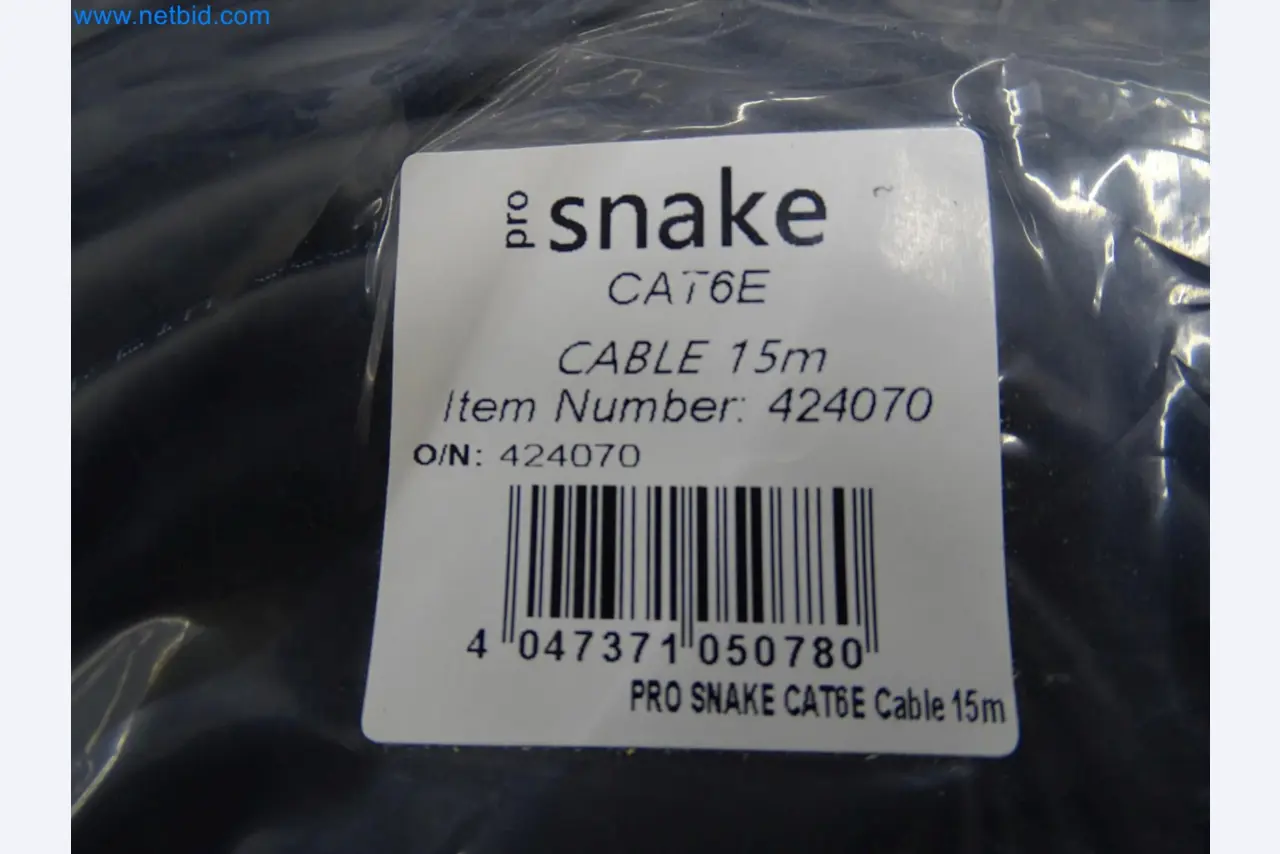 www.netbid.com
pro snake
CAT6E
CABLE 15m
Item Number: 424070
O/N: 424070
4 047371 050780
PRO SNAKE CAT6E Cable 15m